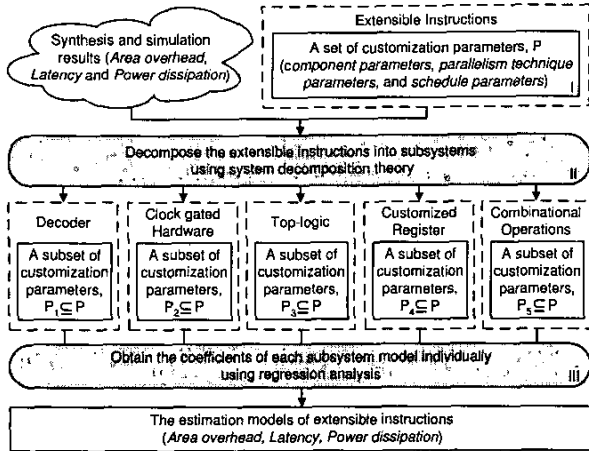 Synthesis and simulation
results (Area overhead,
Latency and Power dissipation)
Extensible Instructions
A set of customization parameters, P
(component parameters, parallelism technique
parameters, and schedule parameters)
I
Decompose the extensible instructions into subsystems
using system decomposition theory
II
Decoder
A subset of
customization
parameters,
P1⊆P
Clock gated
Hardware
A subset of
customization
parameters,
P2⊆P
Top-logic
A subset of
customization
parameters,
P3⊆P
Customized
Register
A subset of
customization
parameters,
P4⊆P
Combinational
Operations
A subset of
customization
parameters,
P5⊆P
Obtain the coefficients of each subsystem model individually
using regression analysis
III
The estimation models of extensible instructions
(Area overhead, Latency, Power dissipation)